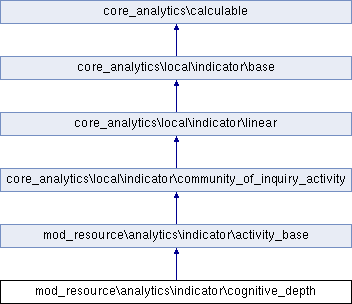 core_analytics\calculable
core_analytics\local\indicator\base
core_analytics\local\indicator\linear
core_analytics\local\indicator\community_of_inquiry_activity
mod_resource\analytics\indicator\activity_base
mod_resource\analytics\indicator\cognitive_depth